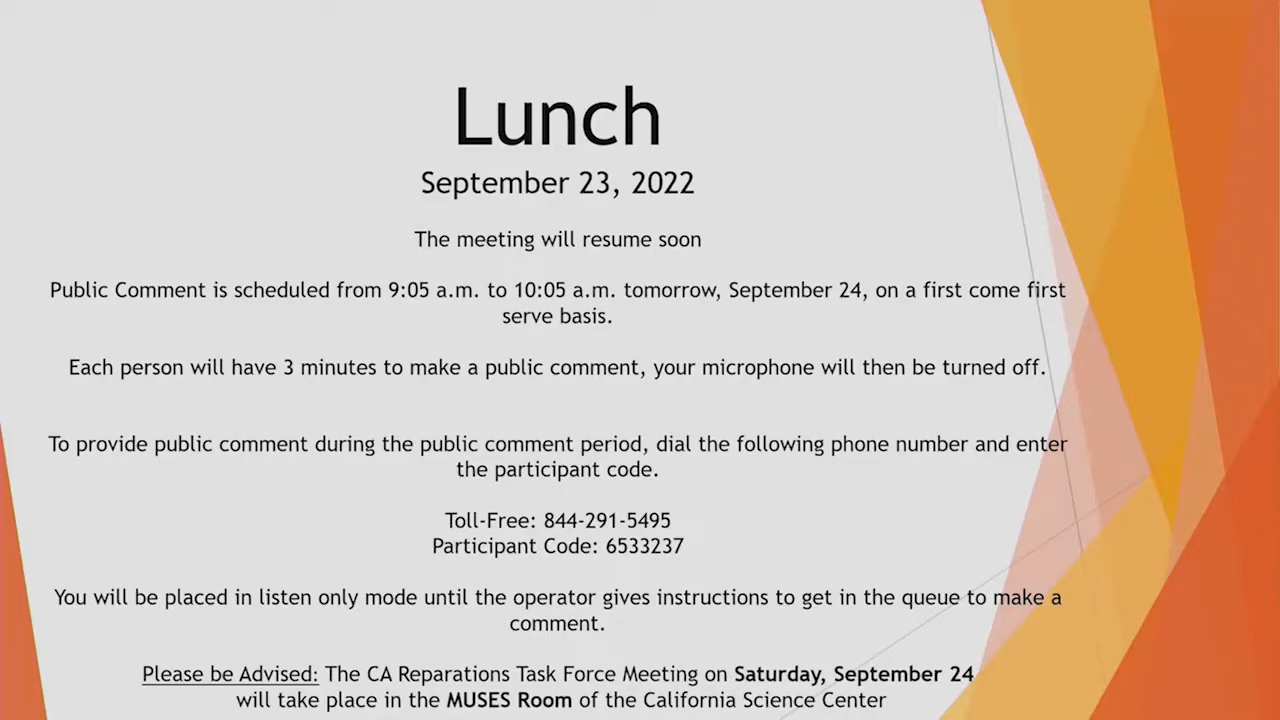 Lunch
September 23, 2022
The meeting will resume soon
Public Comment is scheduled from 9:05 a.m. to 10:05 a.m. tomorrow, September 24, on a first come first
serve basis.
Each person will have 3 minutes to make a public comment, your microphone will then be turned off.
To provide public comment during the public comment period, dial the following phone number and enter
the participant code.
Toll-Free: 844-291-5495
Participant Code: 6533237
You will be placed in listen only mode until the operator gives instructions to get in the queue to make a
comment.
Please be Advised: The CA Reparations Task Force Meeting on Saturday, September 24
will take place in the MUSES Room of the California Science Center